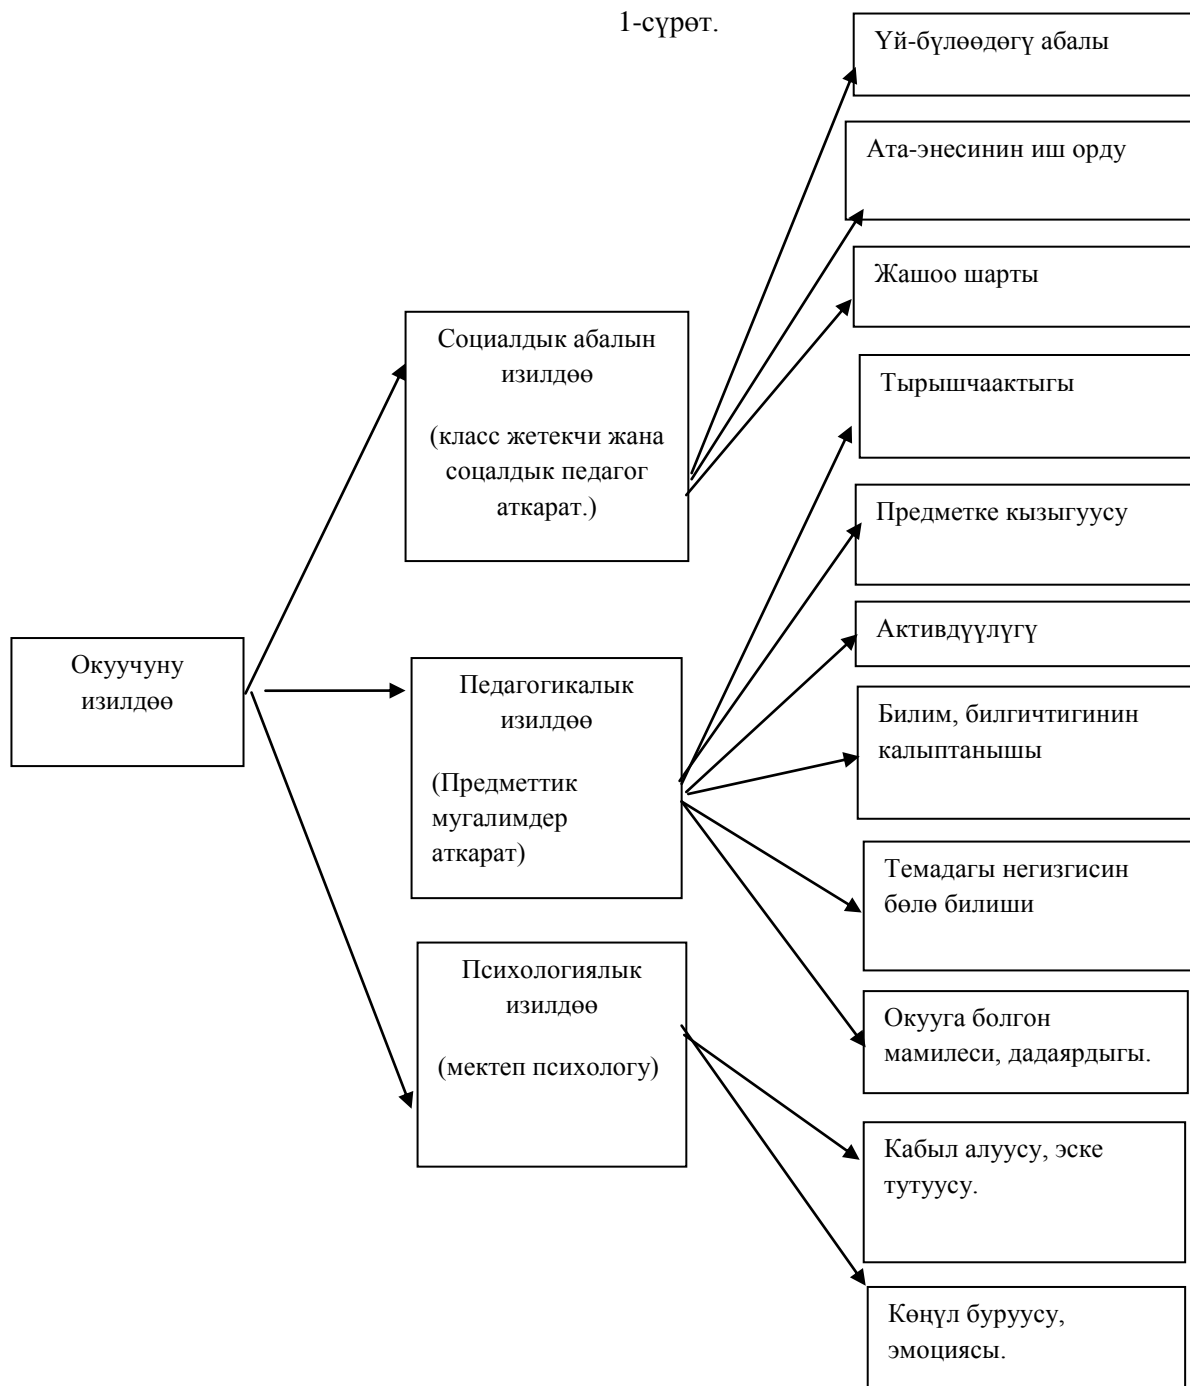 1-сүрөт.
Үй-бүлөөдөгү абалы
Ата-энесинин иш орду
Жашоо шарты
Социалдык абалын
изилдөө
(класс жетекчи жана
соцалдык педагог
аткарат.)
Тырышчаактыгы
Предметке кызыгуусу
Активдүүлүгү
Окуучуну
изилдөө
Педагогикалык
изилдөө
(Предметтик
мугалимдер
аткарат)
Билим, билгичтигинин
калыптанышы
Темадагы негизгисин
бөлө билиши
Окууга болгон
мамилеси, дадаярдыгы.
Психологиялык
изилдөө
(мектеп психологу)
Кабыл алуусу, эске
тутуусу.
Көңүл буруусу,
эмоциясы.